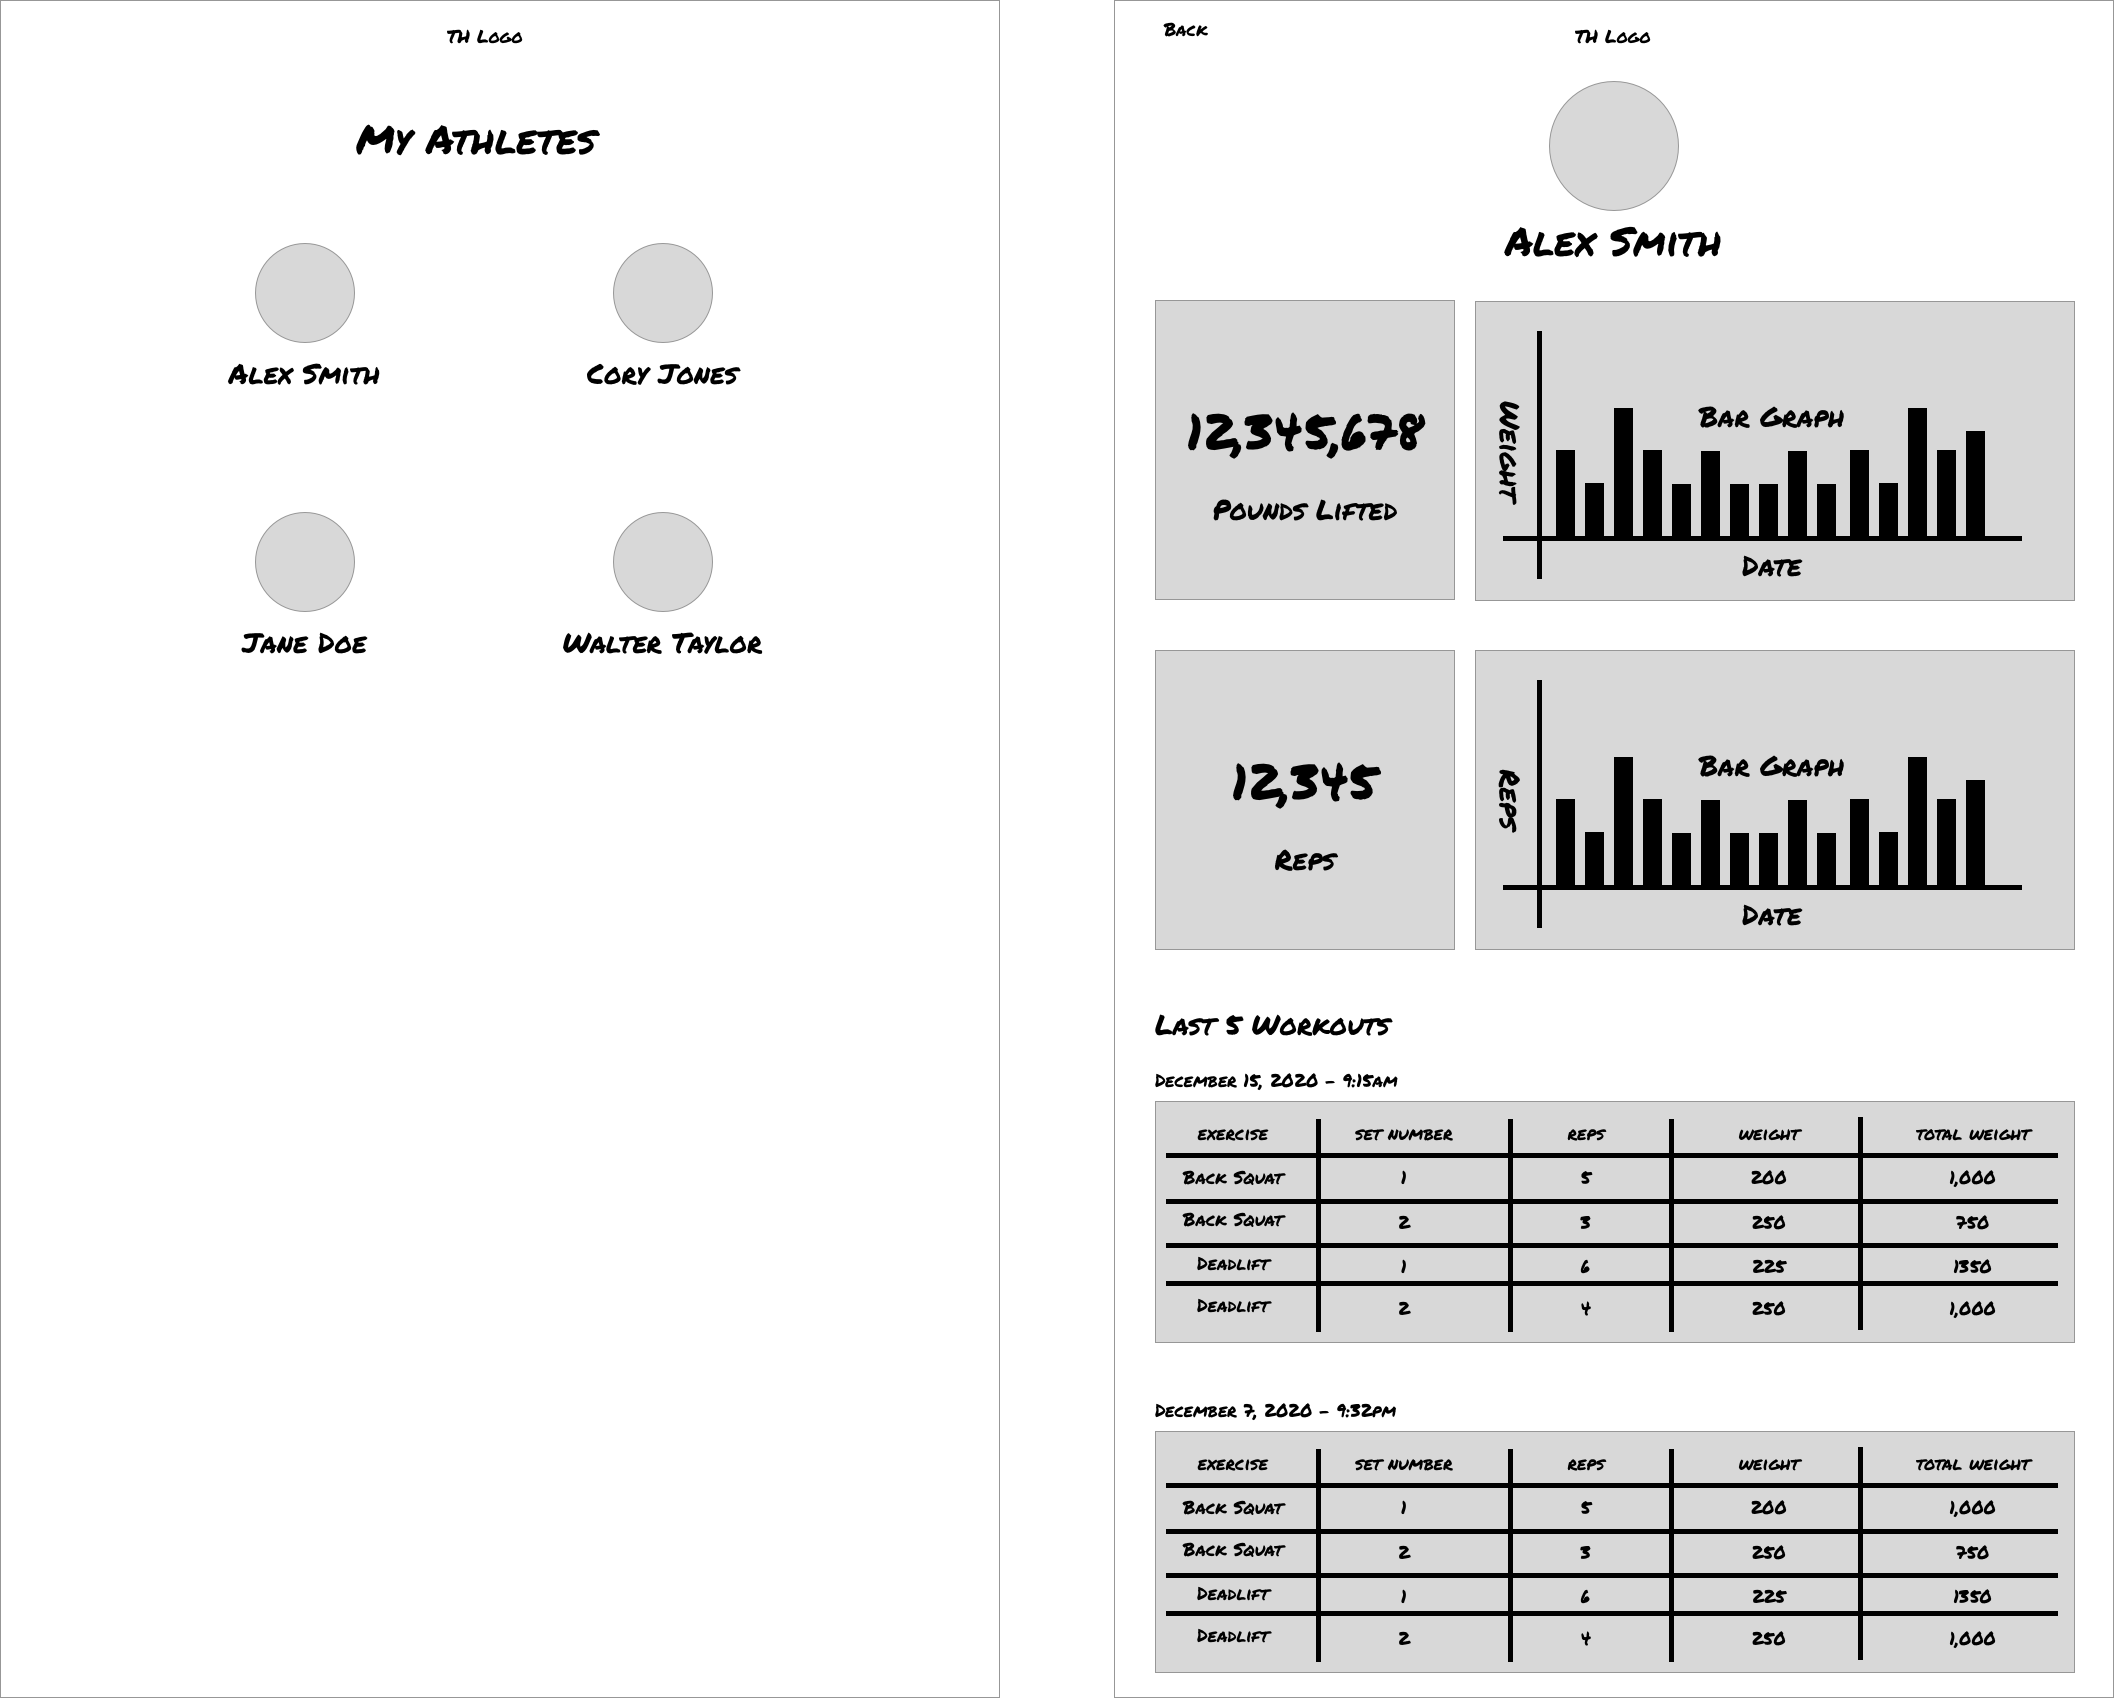 TH Logo
My Athletes
Alex Smith
Cory Jones
Jane Doe
Walter Taylor
Back
TH Logo
Alex Smith
12,345,678
Pounds Lifted
Weight
Bar Graph
Date
12,345
Reps
Reps
Bar Graph
Date
Last 5 Workouts
December 15, 2020 - 9:15am
exercise set number reps weight total weight
Back Squat 1 5 200 1,000
Back Squat 2 3 250 750
Deadlift 1 6 225 1350
Deadlift 2 4 250 1,000
December 7, 2020 - 9:32pm
exercise set number reps weight total weight
Back Squat 1 5 200 1,000
Back Squat 2 3 250 750
Deadlift 1 6 225 1350
Deadlift 2 4 250 1,000